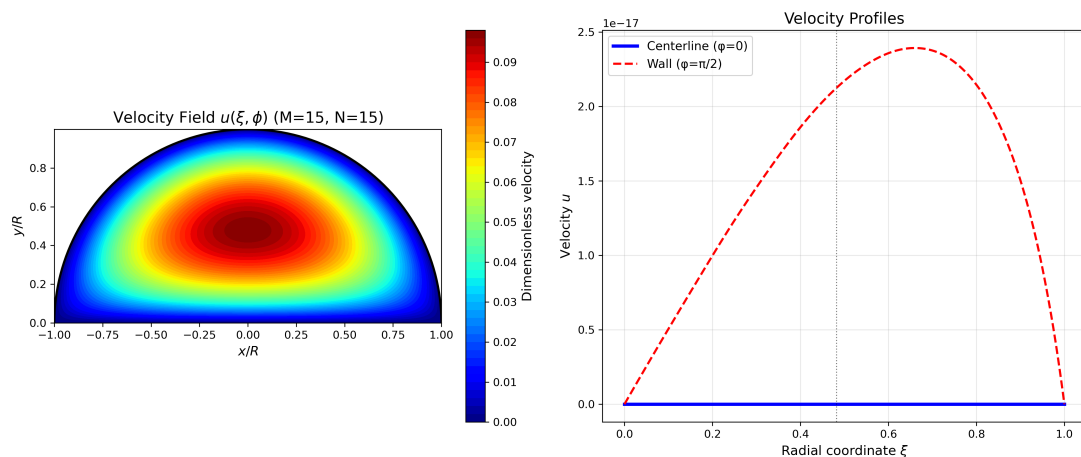 Velocity Field u(ξ, ϕ) (M=15, N=15)
y/R
0.8
0.6
0.4
0.2
0.0
−1.00 −0.75 −0.50 −0.25 0.00 0.25 0.50 0.75 1.00
x/R
0.09
0.08
0.07
0.06
0.05
0.04
0.03
0.02
0.01
0.00
Dimensionless velocity
Velocity Profiles
1e−17
Centerline (φ=0)
Wall (φ=π/2)
Velocity u
2.5
2.0
1.5
1.0
0.5
0.0
0.0 0.2 0.4 0.6 0.8 1.0
Radial coordinate ξ